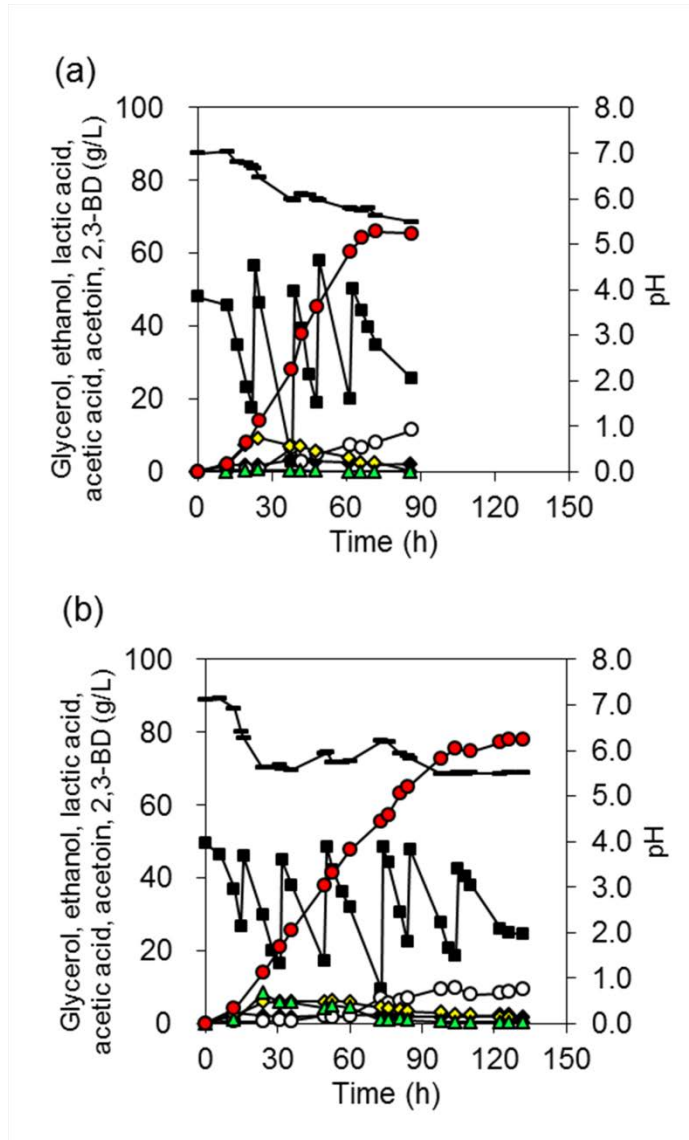 (a)
Glycerol, ethanol, lactic acid,
acetic acid, acetoin, 2,3-BD (g/L)
100
80
60
40
20
0
8.0
7.0
6.0
5.0
4.0
3.0
2.0
1.0
0.0
pH
0 30 60 90 120 150
Time (h)
(b)
Glycerol, ethanol, lactic acid,
acetic acid, acetoin, 2,3-BD (g/L)
100
80
60
40
20
0
8.0
7.0
6.0
5.0
4.0
3.0
2.0
1.0
0.0
pH
0 30 60 90 120 150
Time (h)